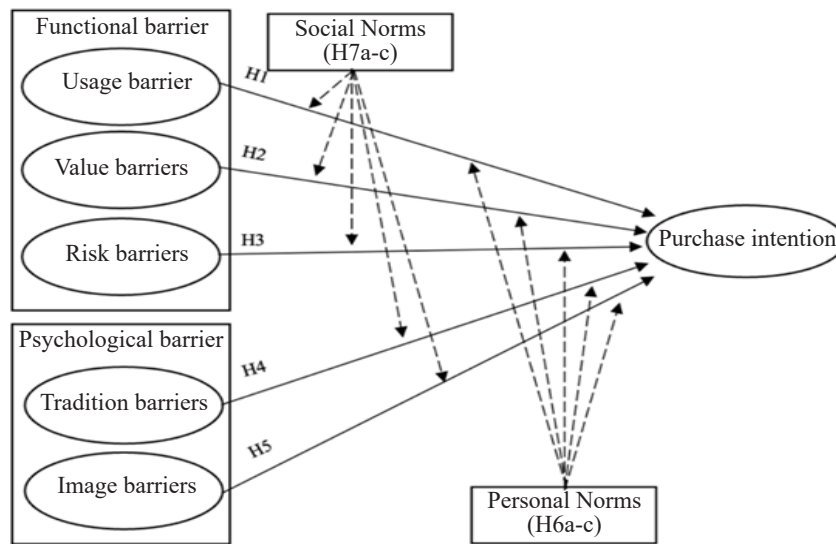 Functional barrier
Usage barrier
Value barriers
Risk barriers
Social Norms
(H7a-c)
H1
H2
H3
Purchase intention
Psychological barrier
Tradition barriers
Image barriers
H4
H5
Personal Norms
(H6a-c)